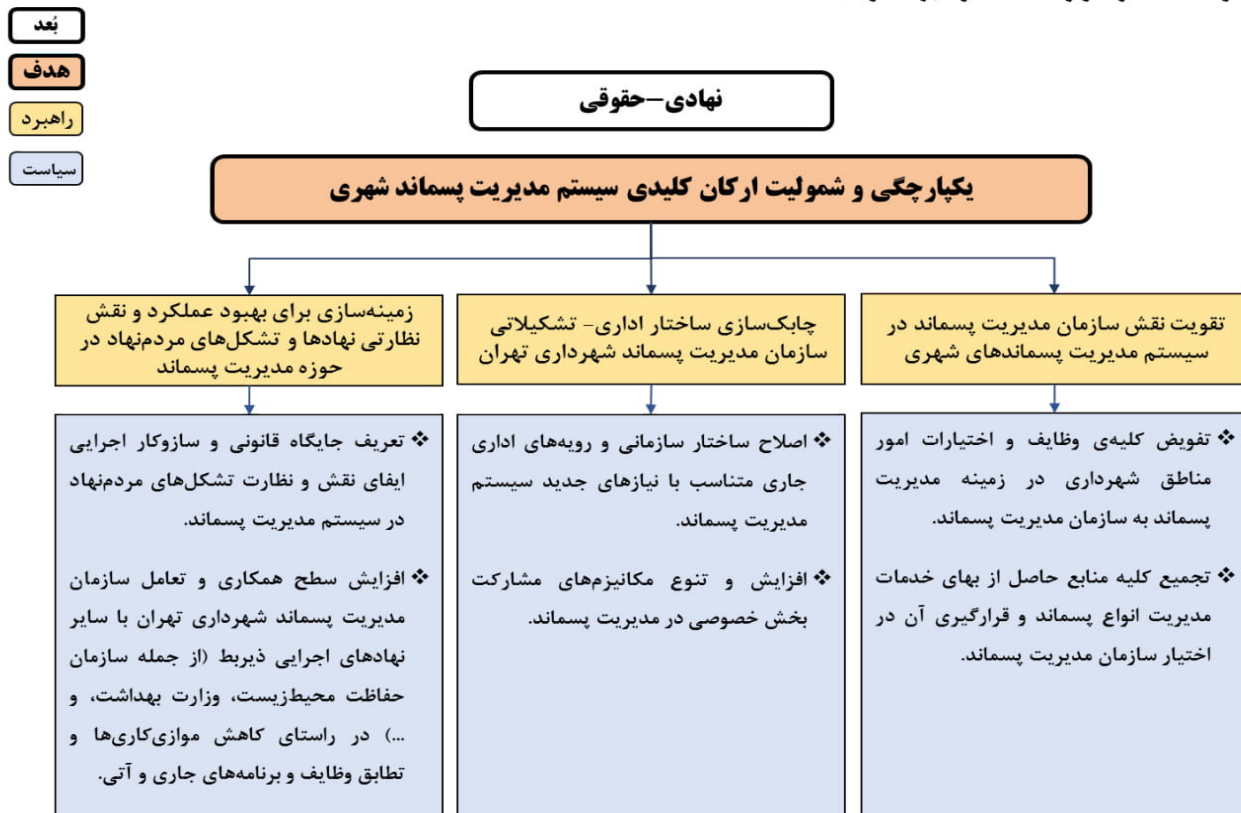 بُعد
هدف
راهبرد
سیاست
نهادی-حقوقی
یکپارچگی و شمولیت ارکان کلیدی سیستم مدیریت پسماند شهری
تقویت نقش سازمان مدیریت پسماند در
سیستم مدیریت پسماندهای شهری
❖ تفویض کلیه‌ی وظایف و اختیارات امور
مناطق شهرداری در زمینه مدیریت
پسماند به سازمان مدیریت پسماند.
❖ تجمیع کلیه منابع حاصل از بهای خدمات
مدیریت انواع پسماند و قرارگیری آن در
اختیار سازمان مدیریت پسماند.
چابک‌سازی ساختار اداری- تشکیلاتی
سازمان مدیریت پسماند شهرداری تهران
❖ اصلاح ساختار سازمانی و رویه‌های اداری
جاری متناسب با نیازهای جدید سیستم
مدیریت پسماند.
❖ افزایش و تنوع مکانیزم‌های مشارکت
بخش خصوصی در مدیریت پسماند.
زمینه‌سازی برای بهبود عملکرد و نقش
نظارتی نهادها و تشکل‌های مردم‌نهاد در
حوزه مدیریت پسماند
❖ تعریف جایگاه قانونی و سازوکار اجرایی
ایفای نقش و نظارت تشکل‌های مردم‌نهاد
در سیستم مدیریت پسماند.
❖ افزایش سطح همکاری و تعامل سازمان
مدیریت پسماند شهرداری تهران با سایر
نهادهای اجرایی ذیربط (از جمله سازمان
حفاظت محیط‌زیست، وزارت بهداشت، و
...) در راستای کاهش موازی‌کاری‌ها و
تطابق وظایف و برنامه‌های جاری و آتی.